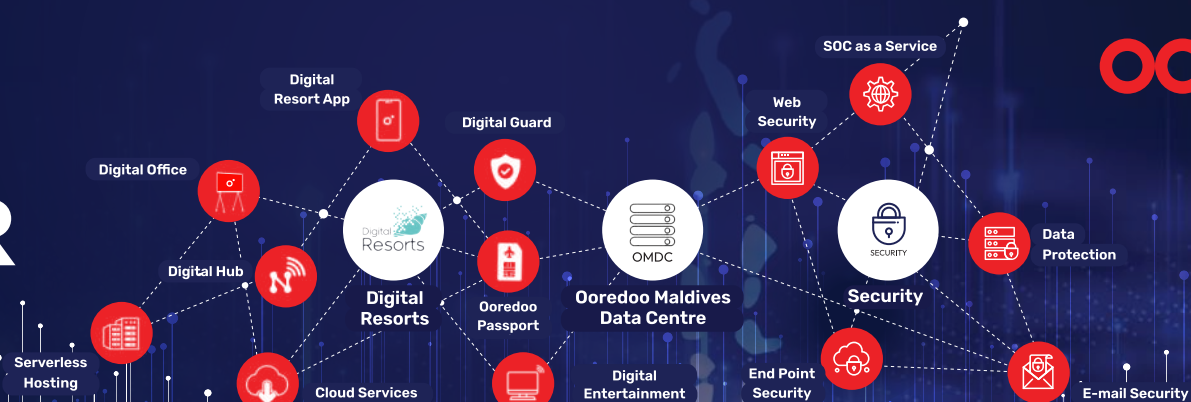 SOC as a Service
Digital
Resort App
Web
Security
Digital Guard
Digital Office
R
Digital
Resorts
OMDC
SECURITY
Data
Protection
Digital Hub
Digital
Resorts
Ooredoo
Passport
Ooredoo Maldives
Data Centre
Security
Serverless
Hosting
Cloud Services
Digital
Entertainment
End Point
Security
E-mail Security